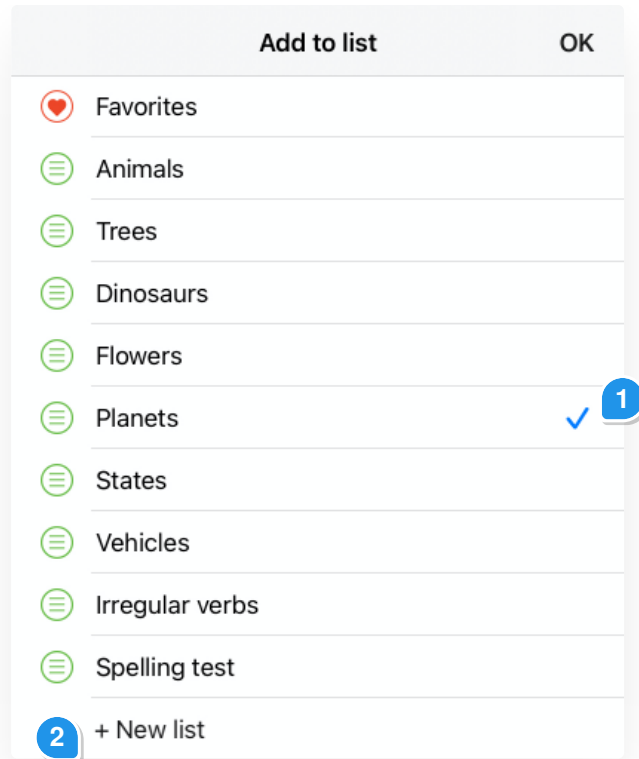 Add to list OK
Favorites
Animals
Trees
Dinosaurs
Flowers
Planets 1
States
Vehicles
Irregular verbs
Spelling test
2 + New list